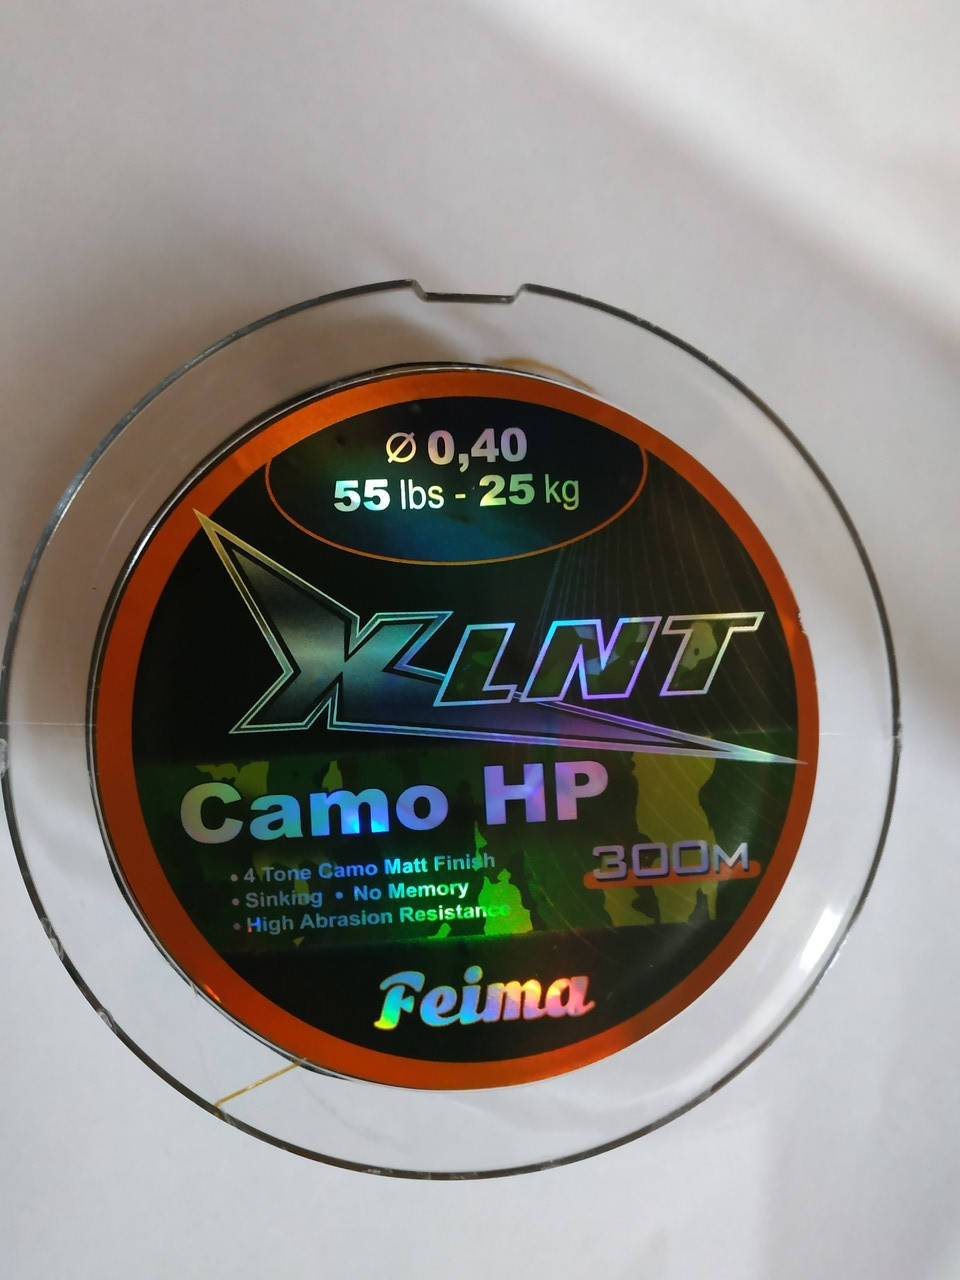 Ø 0,40
55 lbs - 25 kg
XLNT
Camo HP
300M
• 4 Tone Camo Matt Finish
• Sinking • No Memory
• High Abrasion Resistance
Feima